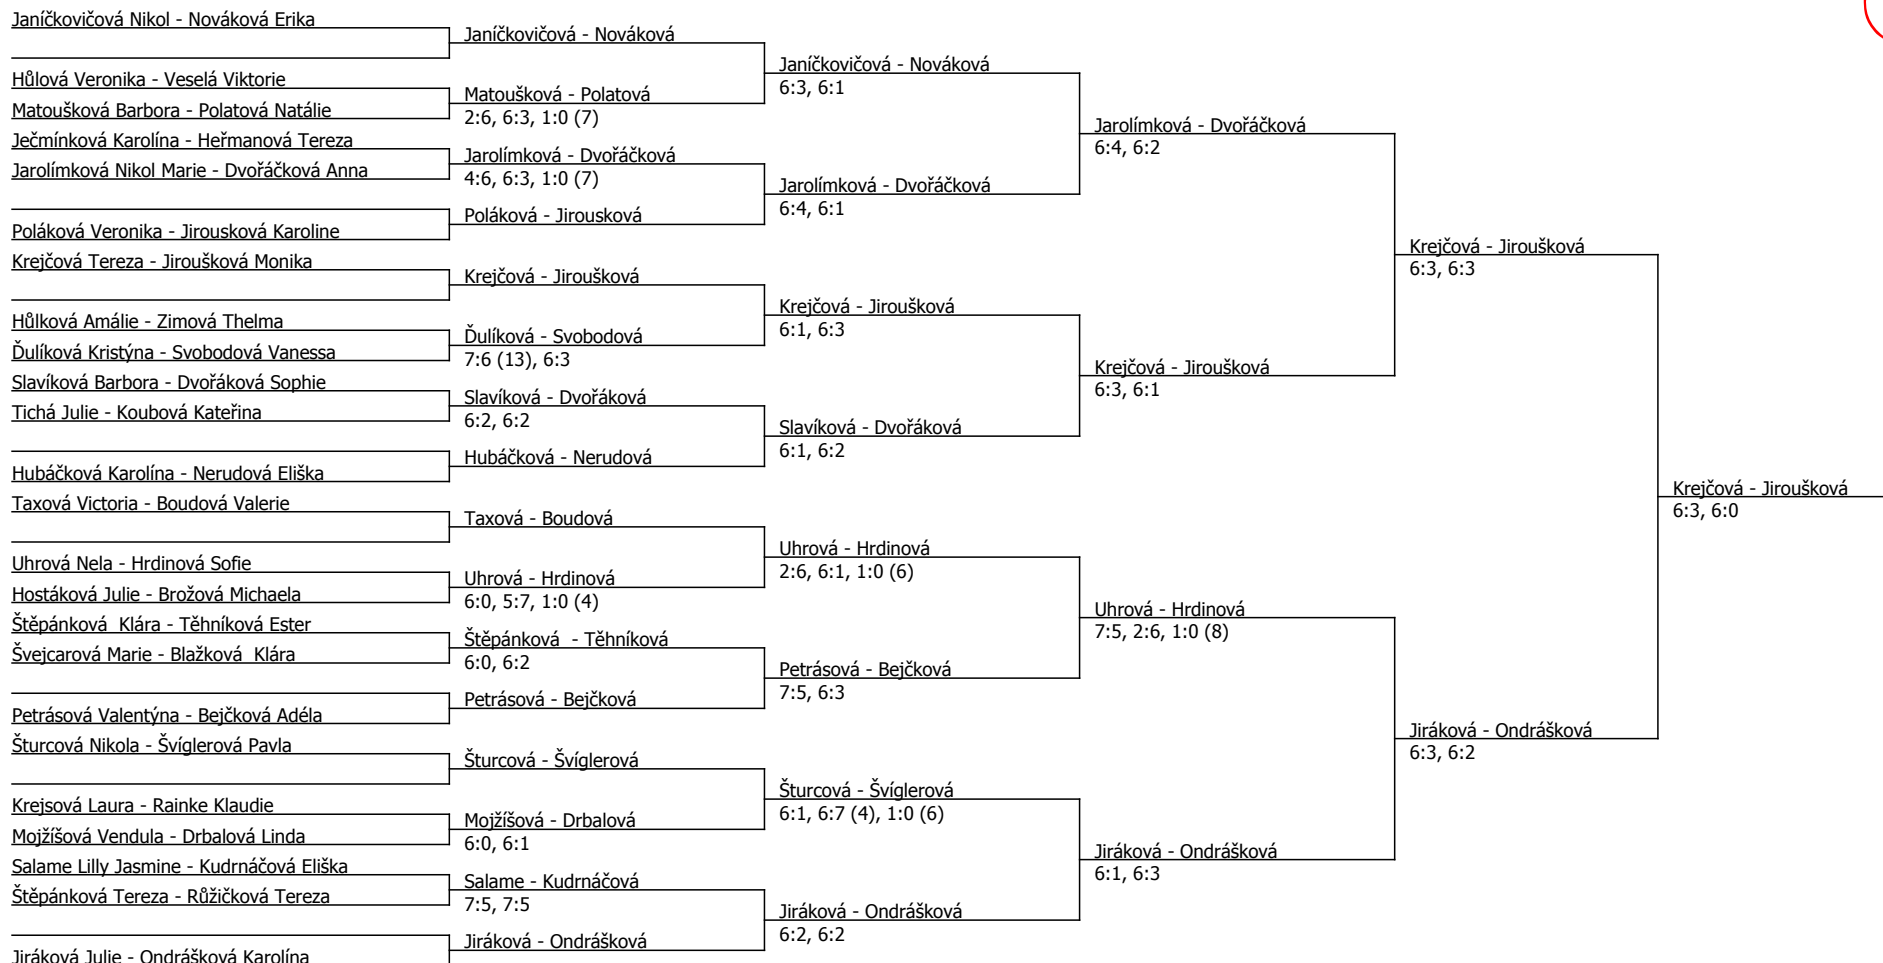 Janíčkovičová Nikol - Nováková Erika
Hůlová Veronika - Veselá Viktorie
Matoušková Barbora - Polatová Natálie
Ječmínková Karolína - Heřmanová Tereza
Jarolímková Nikol Marie - Dvořáčková Anna
Poláková Veronika - Jirousková Karoline
Krejčová Tereza - Jiroušková Monika
Hůlková Amálie - Zimová Thelma
Ďulíková Kristýna - Svobodová Vanessa
Slavíková Barbora - Dvořáková Sophie
Tichá Julie - Koubová Kateřina
Hubáčková Karolína - Nerudová Eliška
Taxová Victoria - Boudová Valerie
Uhrová Nela - Hrdinová Sofie
Hostáková Julie - Brožová Michaela
Štěpánková  Klára - Těhníková Ester
Švejcarová Marie - Blažková  Klára
Petrásová Valentýna - Bejčková Adéla
Šturcová Nikola - Švíglerová Pavla
Krejsová Laura - Rainke Klaudie
Mojžíšová Vendula - Drbalová Linda
Salame Lilly Jasmine - Kudrnáčová Eliška
Štěpánková Tereza - Růžičková Tereza
Jiráková Julie - Ondrášková Karolína
Janíčkovičová - Nováková
Matoušková - Polatová
2:6, 6:3, 1:0 (7)
Jarolímková - Dvořáčková
4:6, 6:3, 1:0 (7)
Poláková - Jirousková
Krejčová - Jiroušková
Ďulíková - Svobodová
7:6 (13), 6:3
Slavíková - Dvořáková
6:2, 6:2
Hubáčková - Nerudová
Taxová - Boudová
Uhrová - Hrdinová
6:0, 5:7, 1:0 (4)
Štěpánková  - Těhníková
6:0, 6:2
Petrásová - Bejčková
Šturcová - Švíglerová
Mojžíšová - Drbalová
6:0, 6:1
Salame - Kudrnáčová
7:5, 7:5
Jiráková - Ondrášková
Janíčkovičová - Nováková
6:3, 6:1
Jarolímková - Dvořáčková
6:4, 6:1
Krejčová - Jiroušková
6:1, 6:3
Slavíková - Dvořáková
6:1, 6:2
Uhrová - Hrdinová
2:6, 6:1, 1:0 (6)
Petrásová - Bejčková
7:5, 6:3
Šturcová - Švíglerová
6:1, 6:7 (4), 1:0 (6)
Jiráková - Ondrášková
6:2, 6:2
Jarolímková - Dvořáčková
6:4, 6:2
Krejčová - Jiroušková
6:3, 6:1
Uhrová - Hrdinová
7:5, 2:6, 1:0 (8)
Jiráková - Ondrášková
6:1, 6:3
Krejčová - Jiroušková
6:3, 6:3
Jiráková - Ondrášková
6:3, 6:2
Krejčová - Jiroušková
6:3, 6:0